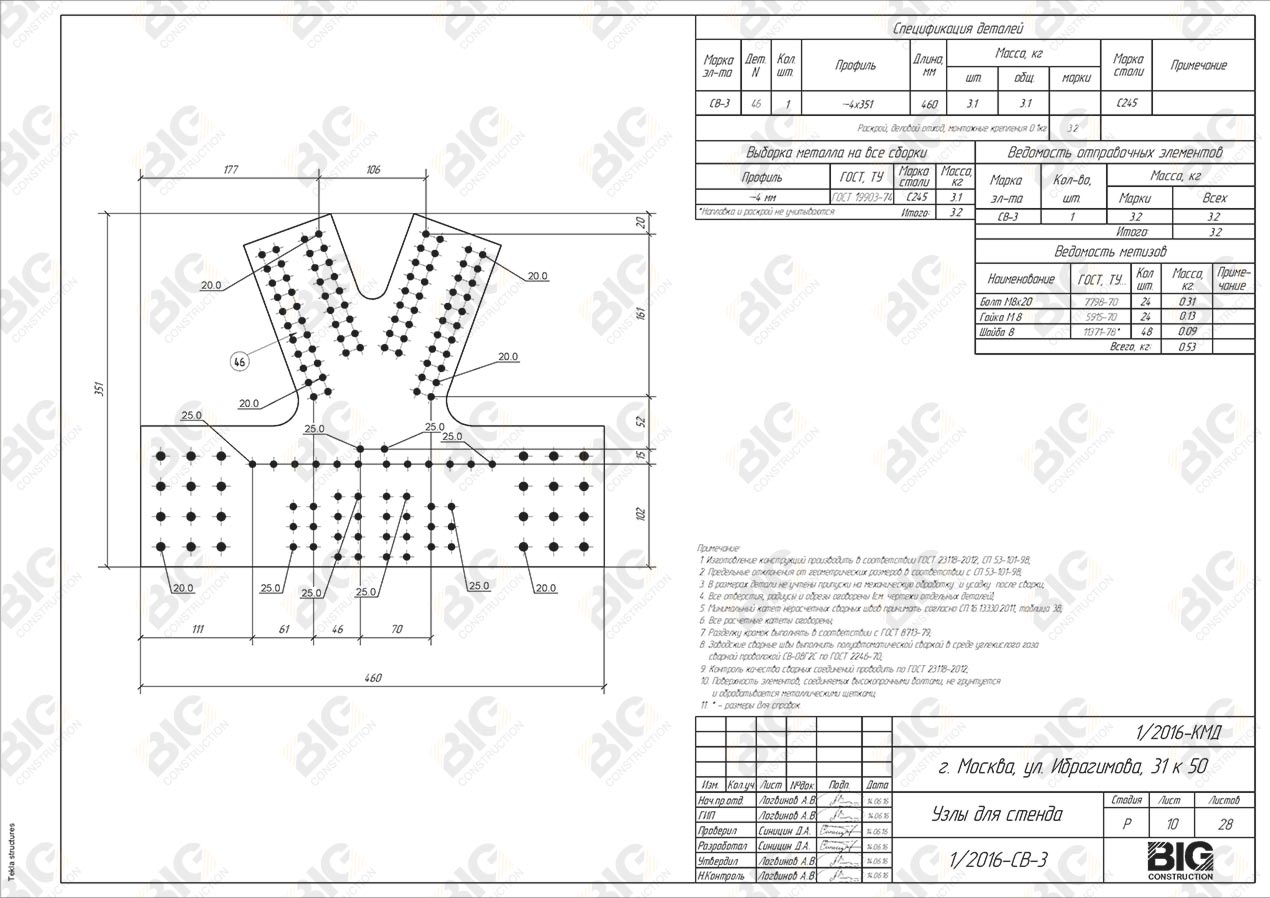 Спецификация деталей
Марка эл-та Дет. N Кол. шт. Профиль Длина, мм Масса, кг Марка стали Примечание
шт. общ. марки
СВ-3 46 1 —4x351 460 3.1 3.1 С245
Раскрой, деловой отход, монтажные крепления 0.1кг 3.2
Выборка металла на все сборки
Профиль ГОСТ, ТУ Марка стали Масса, кг
—4 мм ГОСТ 19903-74 С245 3.1
*Наплавка и раскрой не учитываются Итого: 3.2
Ведомость отправочных элементов
Марка эл-та Кол-во, шт. Масса, кг
Марки Всех
СВ-3 1 3.2 3.2
Итого: 3.2
Ведомость метизов
Наименование ГОСТ, ТУ... Кол шт. Масса, кг. Приме-чание
Болт М8x20 7798-70 24 0.31
Гайка М 8 5915-70 24 0.13
Шайба 8 11371-78* 48 0.09
Всего, кг: 0.53
177
106
20
20.0
20.0
161
46
351
20.0
20.0
25.0
25.0
25.0
25.0
52
15
102
20.0
25.0
25.0
25.0
25.0
20.0
111
61
46
70
460
Примечание:
1. Изготовление конструкций производить в соответствии ГОСТ 23118-2012, СП 53-101-98;
2. Предельные отклонения от геометрических размеров в соответствии с СП 53-101-98;
3. В размерах детали не учтены припуски на механическую обработку и усадку после сварки;
4. Все отверстия, радиусы и обрезы оговорены (см. чертежи отдельных деталей);
5. Минимальный катет нерасчетных сварных швов принимать согласно СП 16.13330.2011, таблица 38;
6. Все расчетные катеты оговорены;
7. Разделку кромок выполнять в соответствии с ГОСТ 8713-79;
8. Заводские сварные швы выполнить полуавтоматической сваркой в среде углекислого газа
сварной проволокой СВ-08Г2С по ГОСТ 2246-70;
9. Контроль качества сварных соединений проводить по ГОСТ 23118-2012;
10. Поверхность элементов, соединяемых высокопрочными болтами, не грунтуется
и обрабатывается металлическими щетками;
11. * - размеры для справок
1/2016-КМД
г. Москва, ул. Ибрагимова, 31 к 50
Изм. Кол.уч Лист №док. Подп. Дата
Нач.пр.отд. Логвинов А.В. 14.06.16
ГИП Логвинов А.В. 14.06.16
Проверил Синицин Д.А. 14.06.16
Разработал Синицин Д.А. 14.06.16
Утвердил Логвинов А.В. 14.06.16
Н.Контроль Логвинов А.В. 14.06.16
Узлы для стенда
Стадия Лист Листов
Р 10 28
1/2016-СВ-3
BIG
CONSTRUCTION
Tekla structures